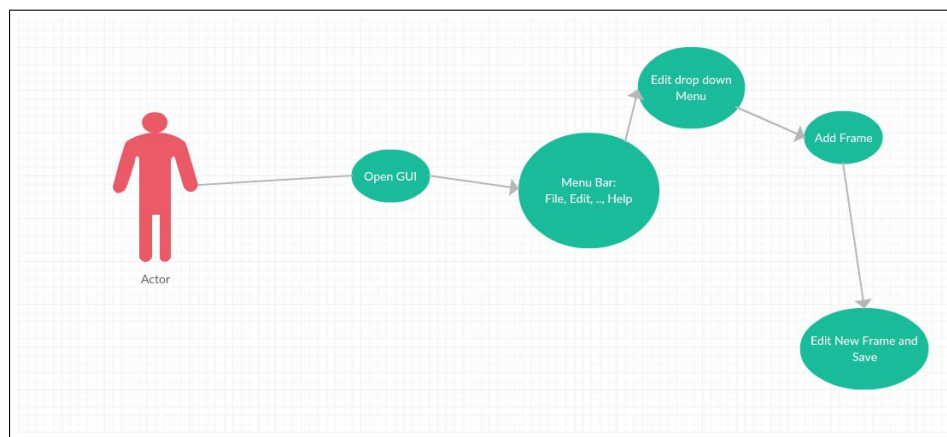 Edit drop down
Menu
Add Frame
Open GUI
Menu Bar:
File, Edit, .., Help
Actor
Edit New Frame and
Save